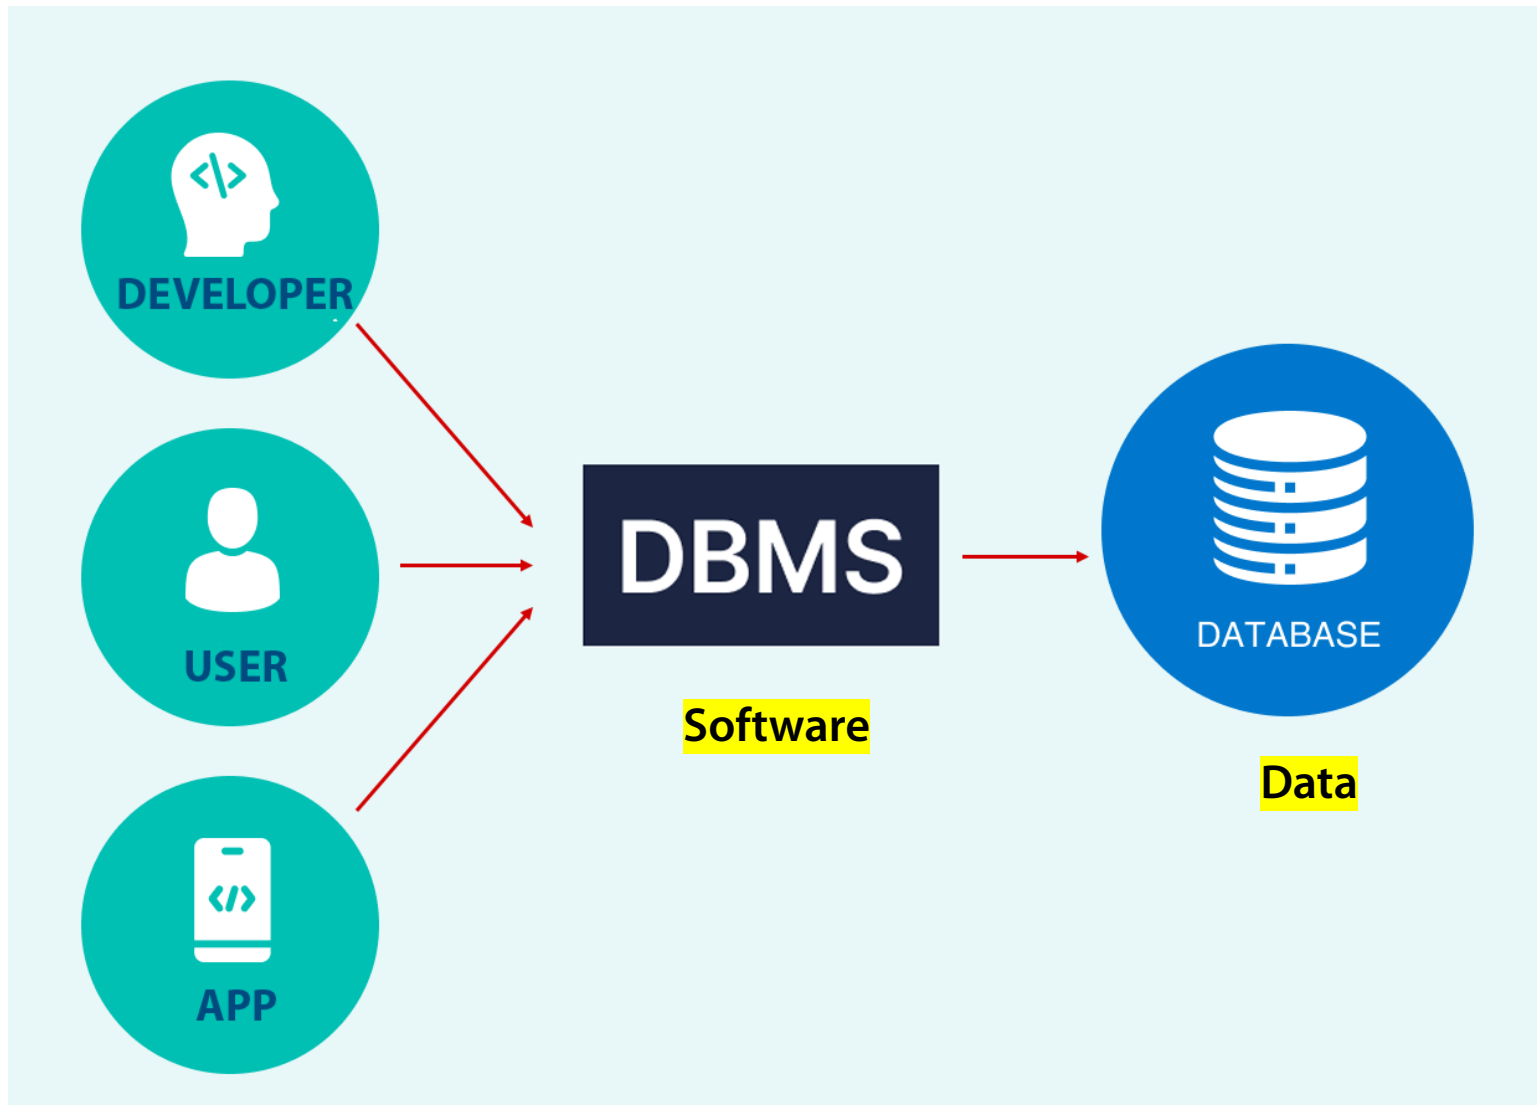 DEVELOPER
USER
APP
DBMS
Software
DATABASE
Data